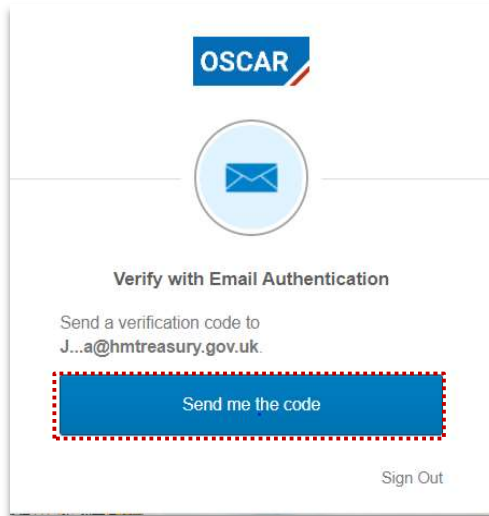 OSCAR
Verify with Email Authentication
Send a verification code to
J...a@hmtreasury.gov.uk.
Send me the code
Sign Out